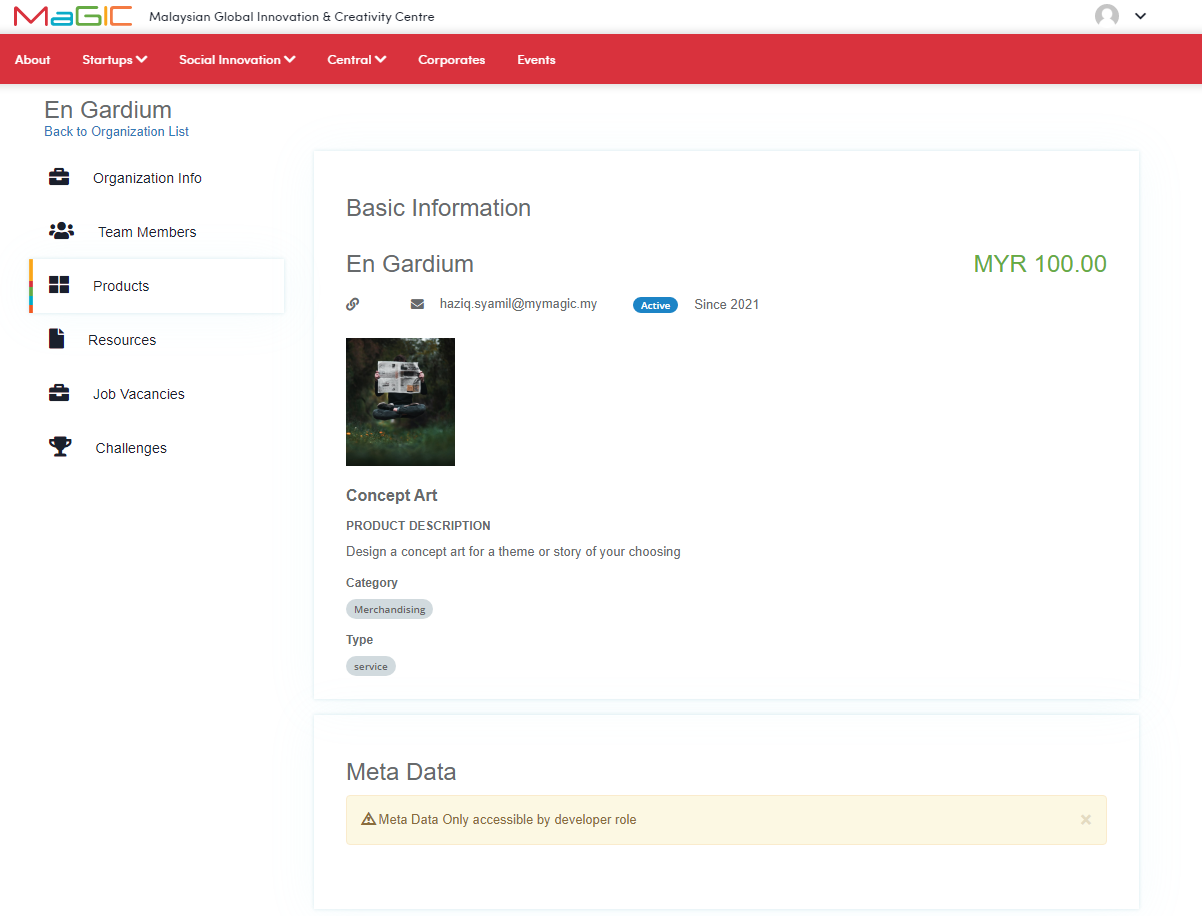 MaGIC Malaysian Global Innovation & Creativity Centre
About Startups Social Innovation Central Corporates Events
En Gardium
Back to Organization List
Organization Info
Team Members
Products
Resources
Job Vacancies
Challenges
Basic Information
En Gardium MYR 100.00
haziq.syamil@mymagic.my Active Since 2021
Concept Art
PRODUCT DESCRIPTION
Design a concept art for a theme or story of your choosing
Category
Merchandising
Type
service
Meta Data
Meta Data Only accessible by developer role ×